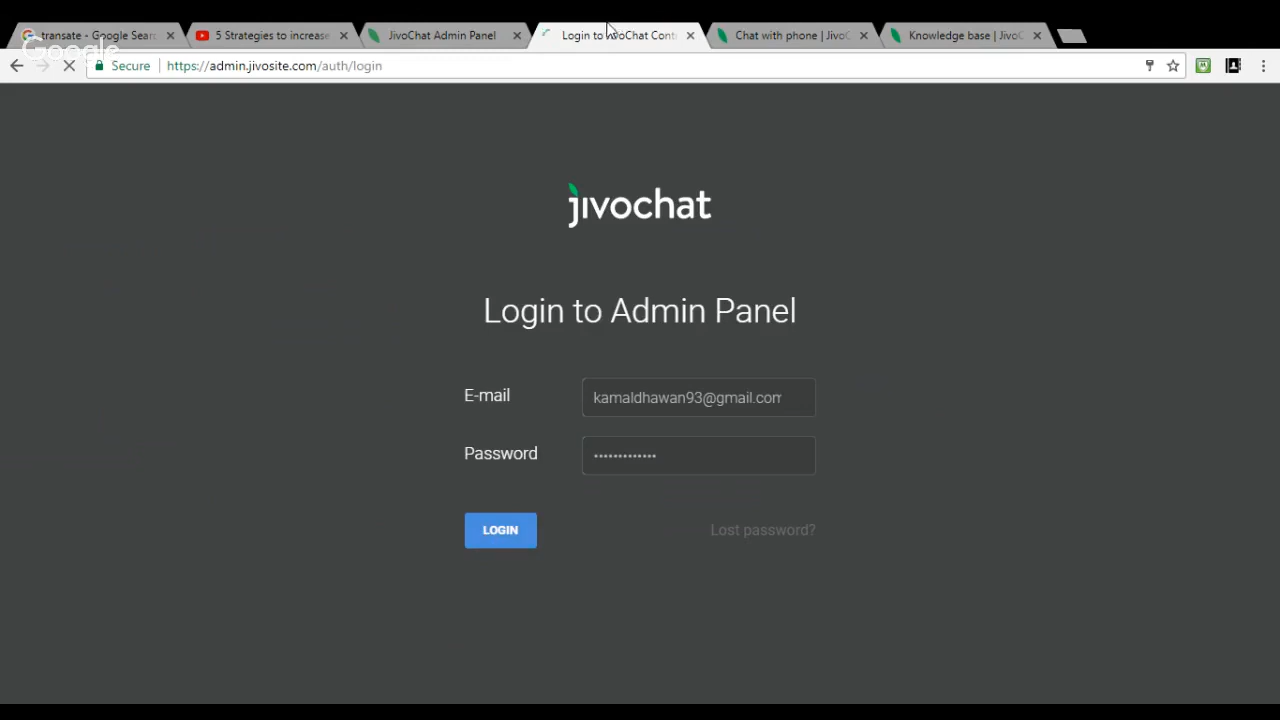 transate - Google Searc
5 Strategies to increase
JivoChat Admin Panel
Login to JivoChat Cont
Chat with phone | JivoC
Knowledge base | JivoC
Google
Secure
https://admin.jivosite.com/auth/login
jivochat
Login to Admin Panel
E-mail
kamaldhawan93@gmail.com
Password
LOGIN
Lost password?